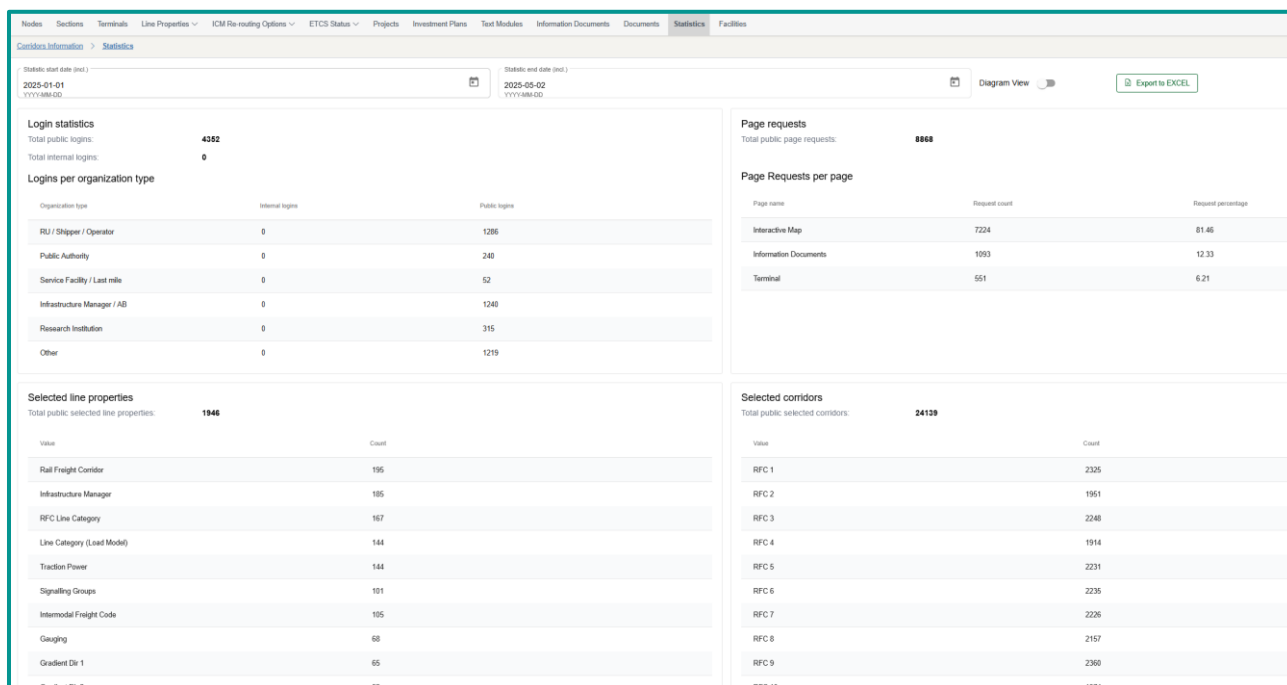 Nodes Sections Terminals Line Properties ICM Re-routing Options ETCS Status Projects Investment Plans Text Modules Information Documents Documents Statistics Facilities
Corridors Information > Statistics
Statistic start date (incl.)
2025-01-01
YYYY-MM-DD
Statistic end date (incl.)
2025-05-02
YYYY-MM-DD
Diagram View
Export to EXCEL
Login statistics
Total public logins: 4352
Total internal logins: 0
Logins per organization type
Organization type Internal logins Public logins
RU / Shipper / Operator 0 1286
Public Authority 0 240
Service Facility / Last mile 0 52
Infrastructure Manager / AB 0 1240
Research Institution 0 315
Other 0 1219
Page requests
Total public page requests: 8868
Page Requests per page
Page name Request count Request percentage
Interactive Map 7224 81.46
Information Documents 1093 12.33
Terminal 551 6.21
Selected line properties
Total public selected line properties: 1946
Value Count
Rail Freight Corridor 195
Infrastructure Manager 185
RFC Line Category 167
Line Category (Load Model) 144
Traction Power 144
Signalling Groups 101
Intermodal Freight Code 105
Gauging 68
Gradient Dir 1 65
Selected corridors
Total public selected corridors: 24139
Value Count
RFC 1 2325
RFC 2 1951
RFC 3 2248
RFC 4 1914
RFC 5 2231
RFC 6 2235
RFC 7 2226
RFC 8 2157
RFC 9 2360